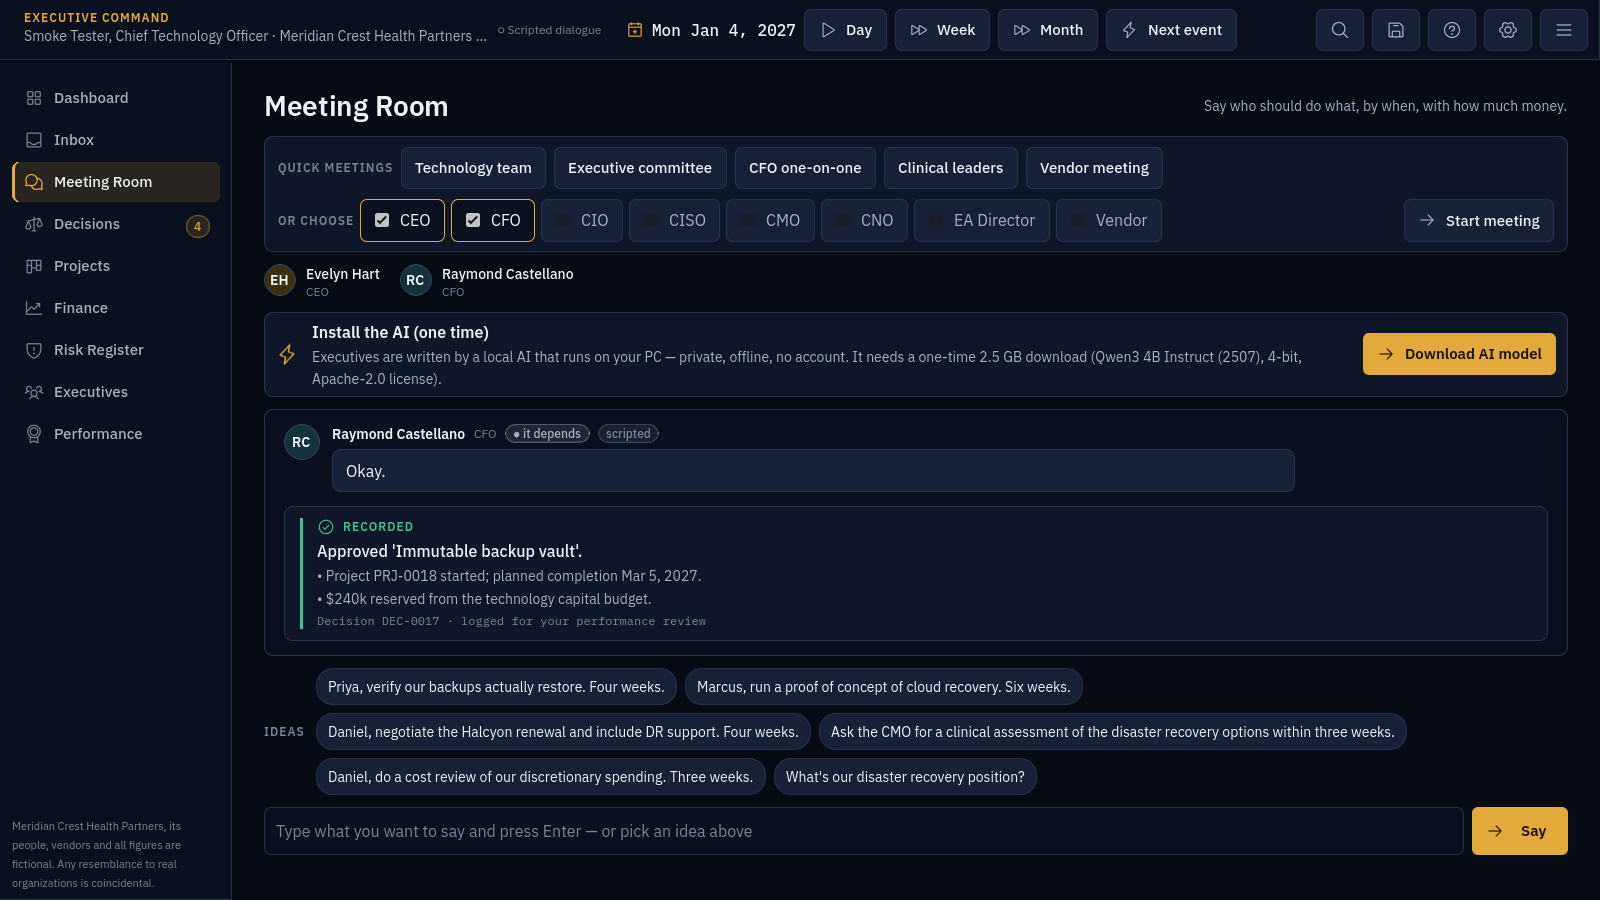 EXECUTIVE COMMAND
Smoke Tester, Chief Technology Officer · Meridian Crest Health Partners ...
Scripted dialogue
Mon Jan 4, 2027
Day
Week
Month
Next event
Dashboard
Inbox
Meeting Room
Decisions
4
Projects
Finance
Risk Register
Executives
Performance
Meridian Crest Health Partners, its
people, vendors and all figures are
fictional. Any resemblance to real
organizations is coincidental.
Meeting Room
Say who should do what, by when, with how much money.
QUICK MEETINGS
Technology team
Executive committee
CFO one-on-one
Clinical leaders
Vendor meeting
OR CHOOSE
CEO
CFO
CIO
CISO
CMO
CNO
EA Director
Vendor
Start meeting
EH
Evelyn Hart
CEO
RC
Raymond Castellano
CFO
Install the AI (one time)
Executives are written by a local AI that runs on your PC — private, offline, no account. It needs a one-time 2.5 GB download (Qwen3 4B Instruct (2507), 4-bit,
Apache-2.0 license).
Download AI model
RC
Raymond Castellano CFO • it depends scripted
Okay.
RECORDED
Approved 'Immutable backup vault'.
• Project PRJ-0018 started; planned completion Mar 5, 2027.
• $240k reserved from the technology capital budget.
Decision DEC-0017 · logged for your performance review
IDEAS
Priya, verify our backups actually restore. Four weeks.
Marcus, run a proof of concept of cloud recovery. Six weeks.
Daniel, negotiate the Halcyon renewal and include DR support. Four weeks.
Ask the CMO for a clinical assessment of the disaster recovery options within three weeks.
Daniel, do a cost review of our discretionary spending. Three weeks.
What's our disaster recovery position?
Type what you want to say and press Enter — or pick an idea above
Say